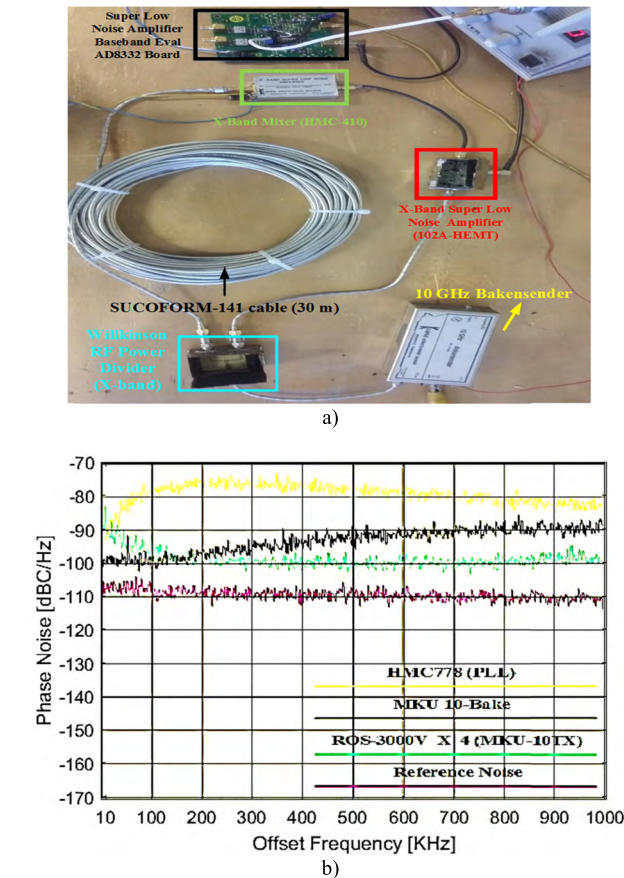 Super Low
Noise Amplifier
Baseband Eval
AD8332 Board
X-Band Mixer (HMC-410)
X-Band Super Low
Noise Amplifier
(102A-HEMT)
10 GHz Bakensender
SUCOFORM-141 cable (30 m)
Willkinson
RF Power
Divider
(X-band)
a)
-70
-80
-90
-100
-110
-120
-130
-140
-150
-160
-170
Phase Noise [dBC/Hz]
HMC778 (PLL)
MKU 10-Bake
ROS-3000V X 4 (MKU-10TX)
Reference Noise
10 100 200 300 400 500 600 700 800 900 1000
Offset Frequency [KHz]
b)